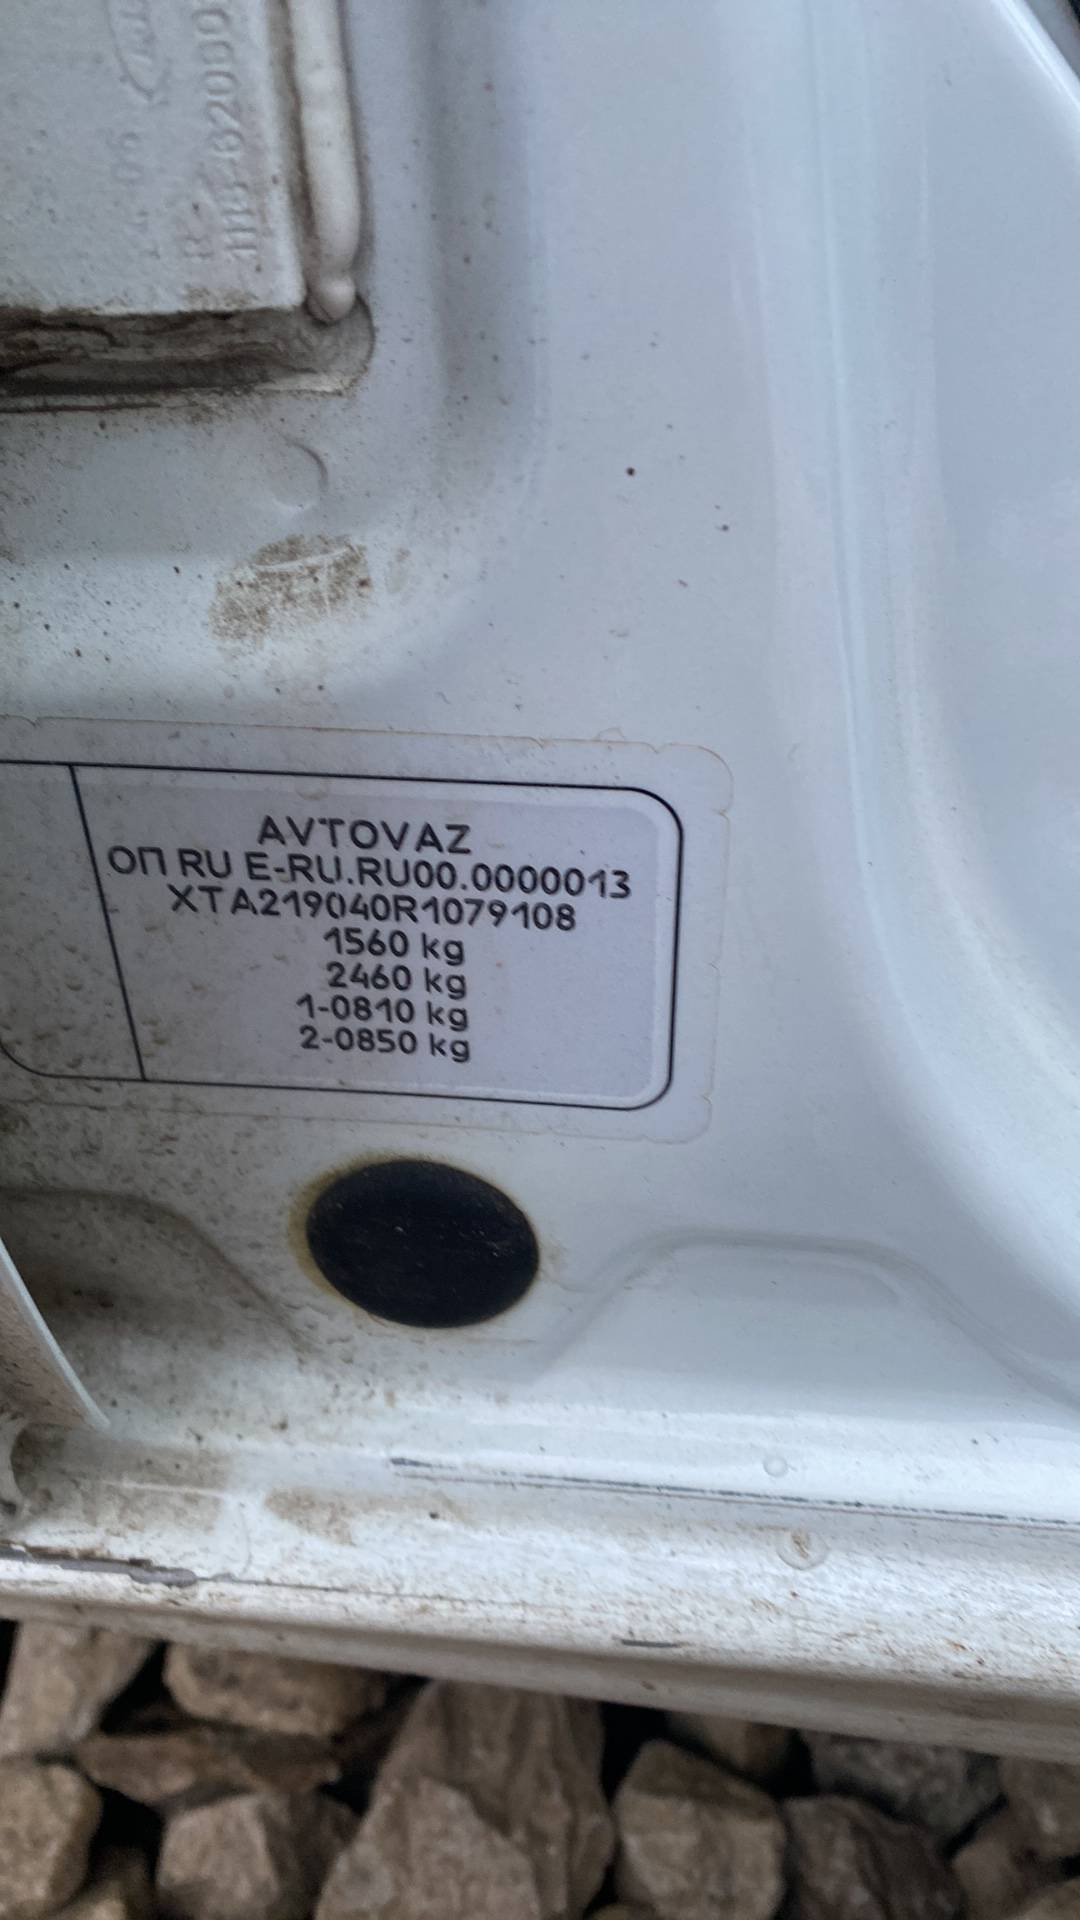 AVTOVAZ
ОП RU E-RU.RU00.0000013
XTA219040R1079108
1560 kg
2460 kg
1-0810 kg
2-0850 kg